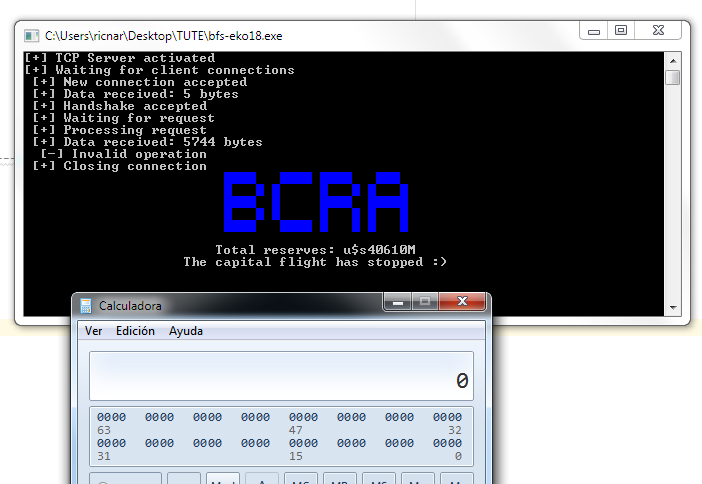 C:\Users\ricnar\Desktop\TUTE\bfs-eko18.exe
[+] TCP Server activated
[+] Waiting for client connections
[+] New connection accepted
[+] Data received: 5 bytes
[+] Handshake accepted
[+] Waiting for request
[+] Processing request
[+] Data received: 5744 bytes
[-] Invalid operation
[+] Closing connection
BCRA
Total reserves: u$s40610M
The capital flight has stopped :)
Calculadora
Ver Edición Ayuda
0
0000 0000 0000 0000 0000 0000 0000 0000
63 47 32
0000 0000 0000 0000 0000 0000 0000 0000
31 15 0